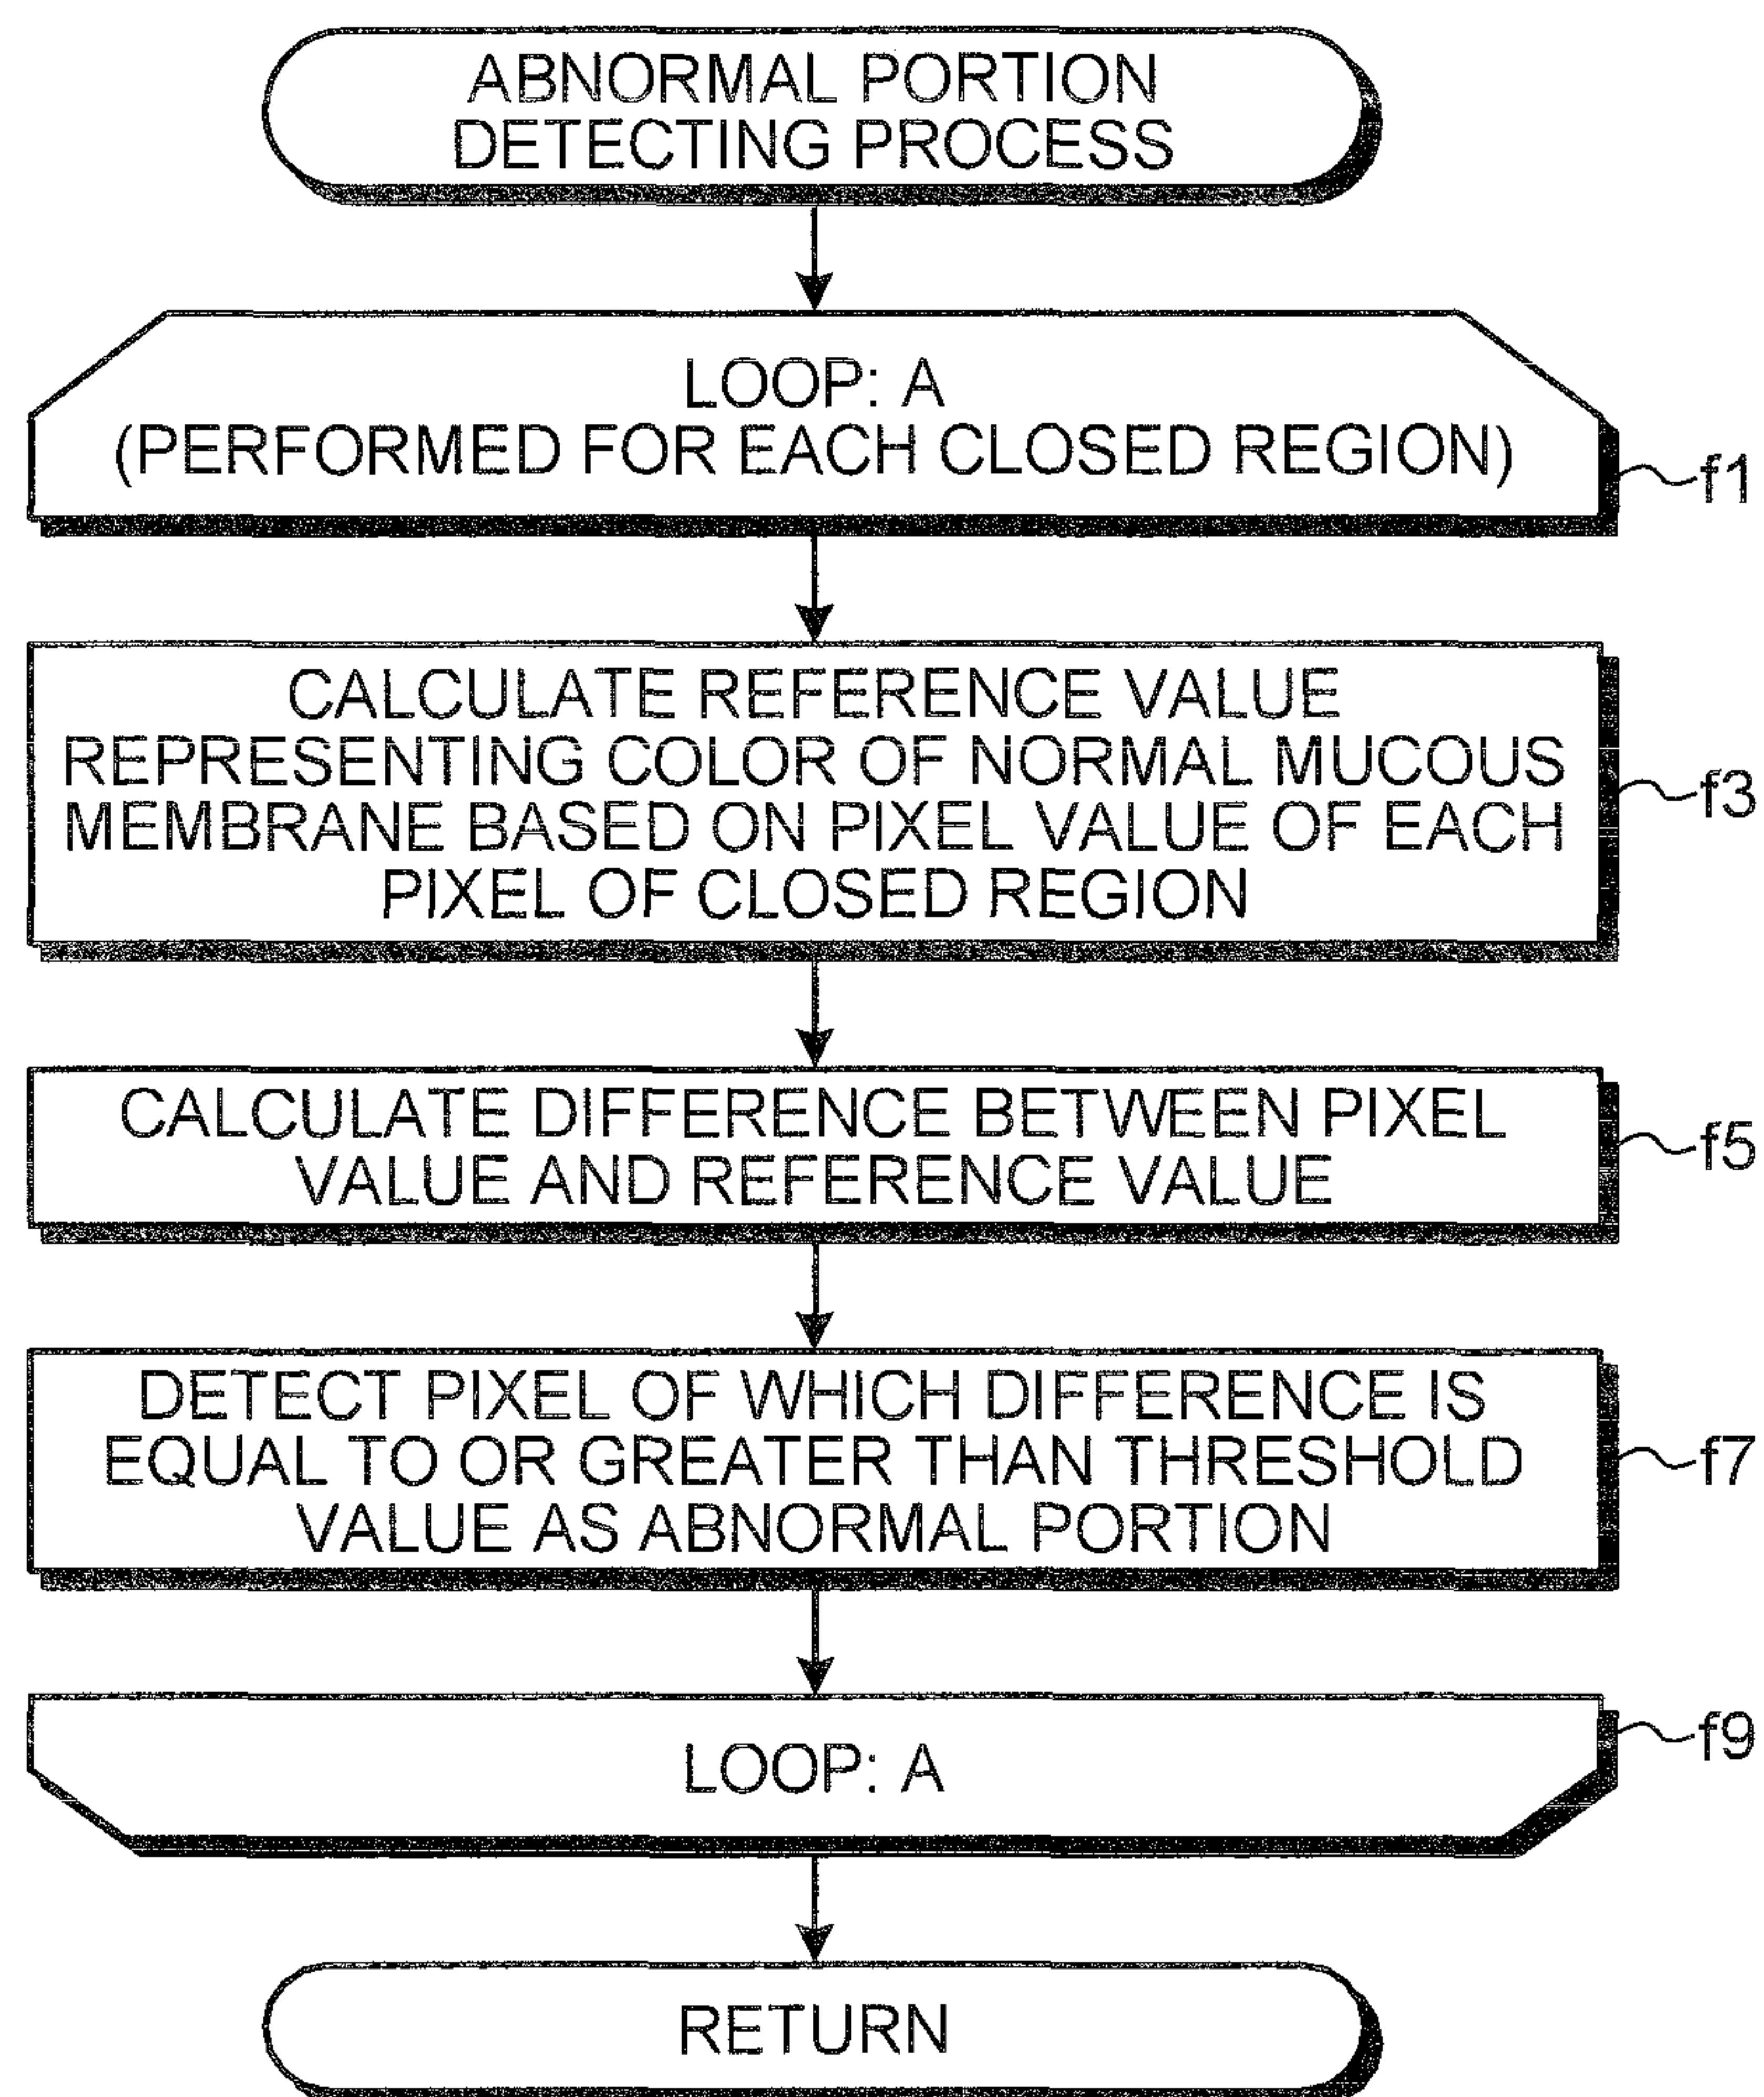 ABNORMAL PORTION
DETECTING PROCESS
LOOP: A
(PERFORMED FOR EACH CLOSED REGION)
f1
CALCULATE REFERENCE VALUE
REPRESENTING COLOR OF NORMAL MUCOUS
MEMBRANE BASED ON PIXEL VALUE OF EACH
PIXEL OF CLOSED REGION
f3
CALCULATE DIFFERENCE BETWEEN PIXEL
VALUE AND REFERENCE VALUE
f5
DETECT PIXEL OF WHICH DIFFERENCE IS
EQUAL TO OR GREATER THAN THRESHOLD
VALUE AS ABNORMAL PORTION
f7
LOOP: A
f9
RETURN